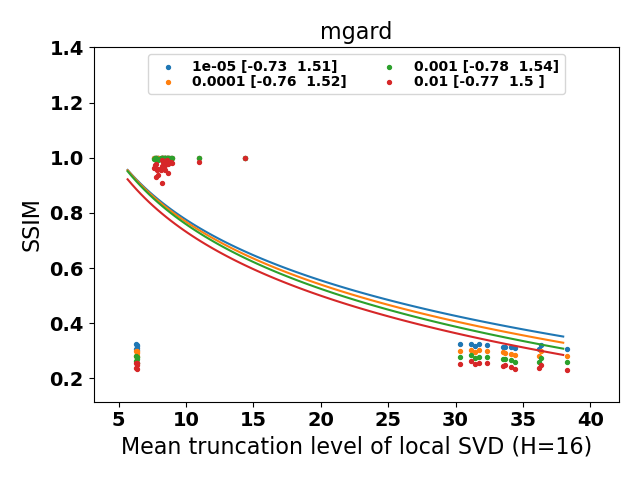 mgard
1e-05 [-0.73  1.51]
0.0001 [-0.76  1.52]
0.001 [-0.78  1.54]
0.01 [-0.77  1.5 ]
SSIM
1.4
1.2
1.0
0.8
0.6
0.4
0.2
5 10 15 20 25 30 35 40
Mean truncation level of local SVD (H=16)